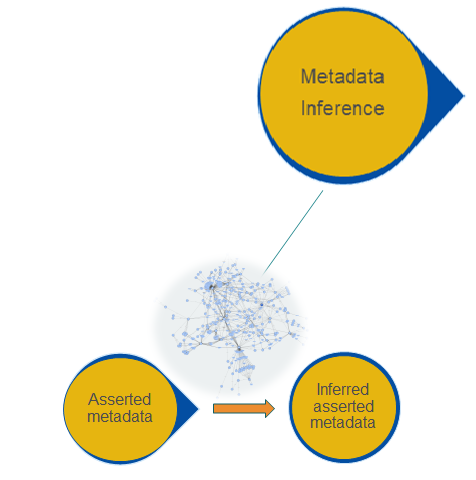 Metadata
Inference
Asserted
metadata
Inferred
asserted
metadata